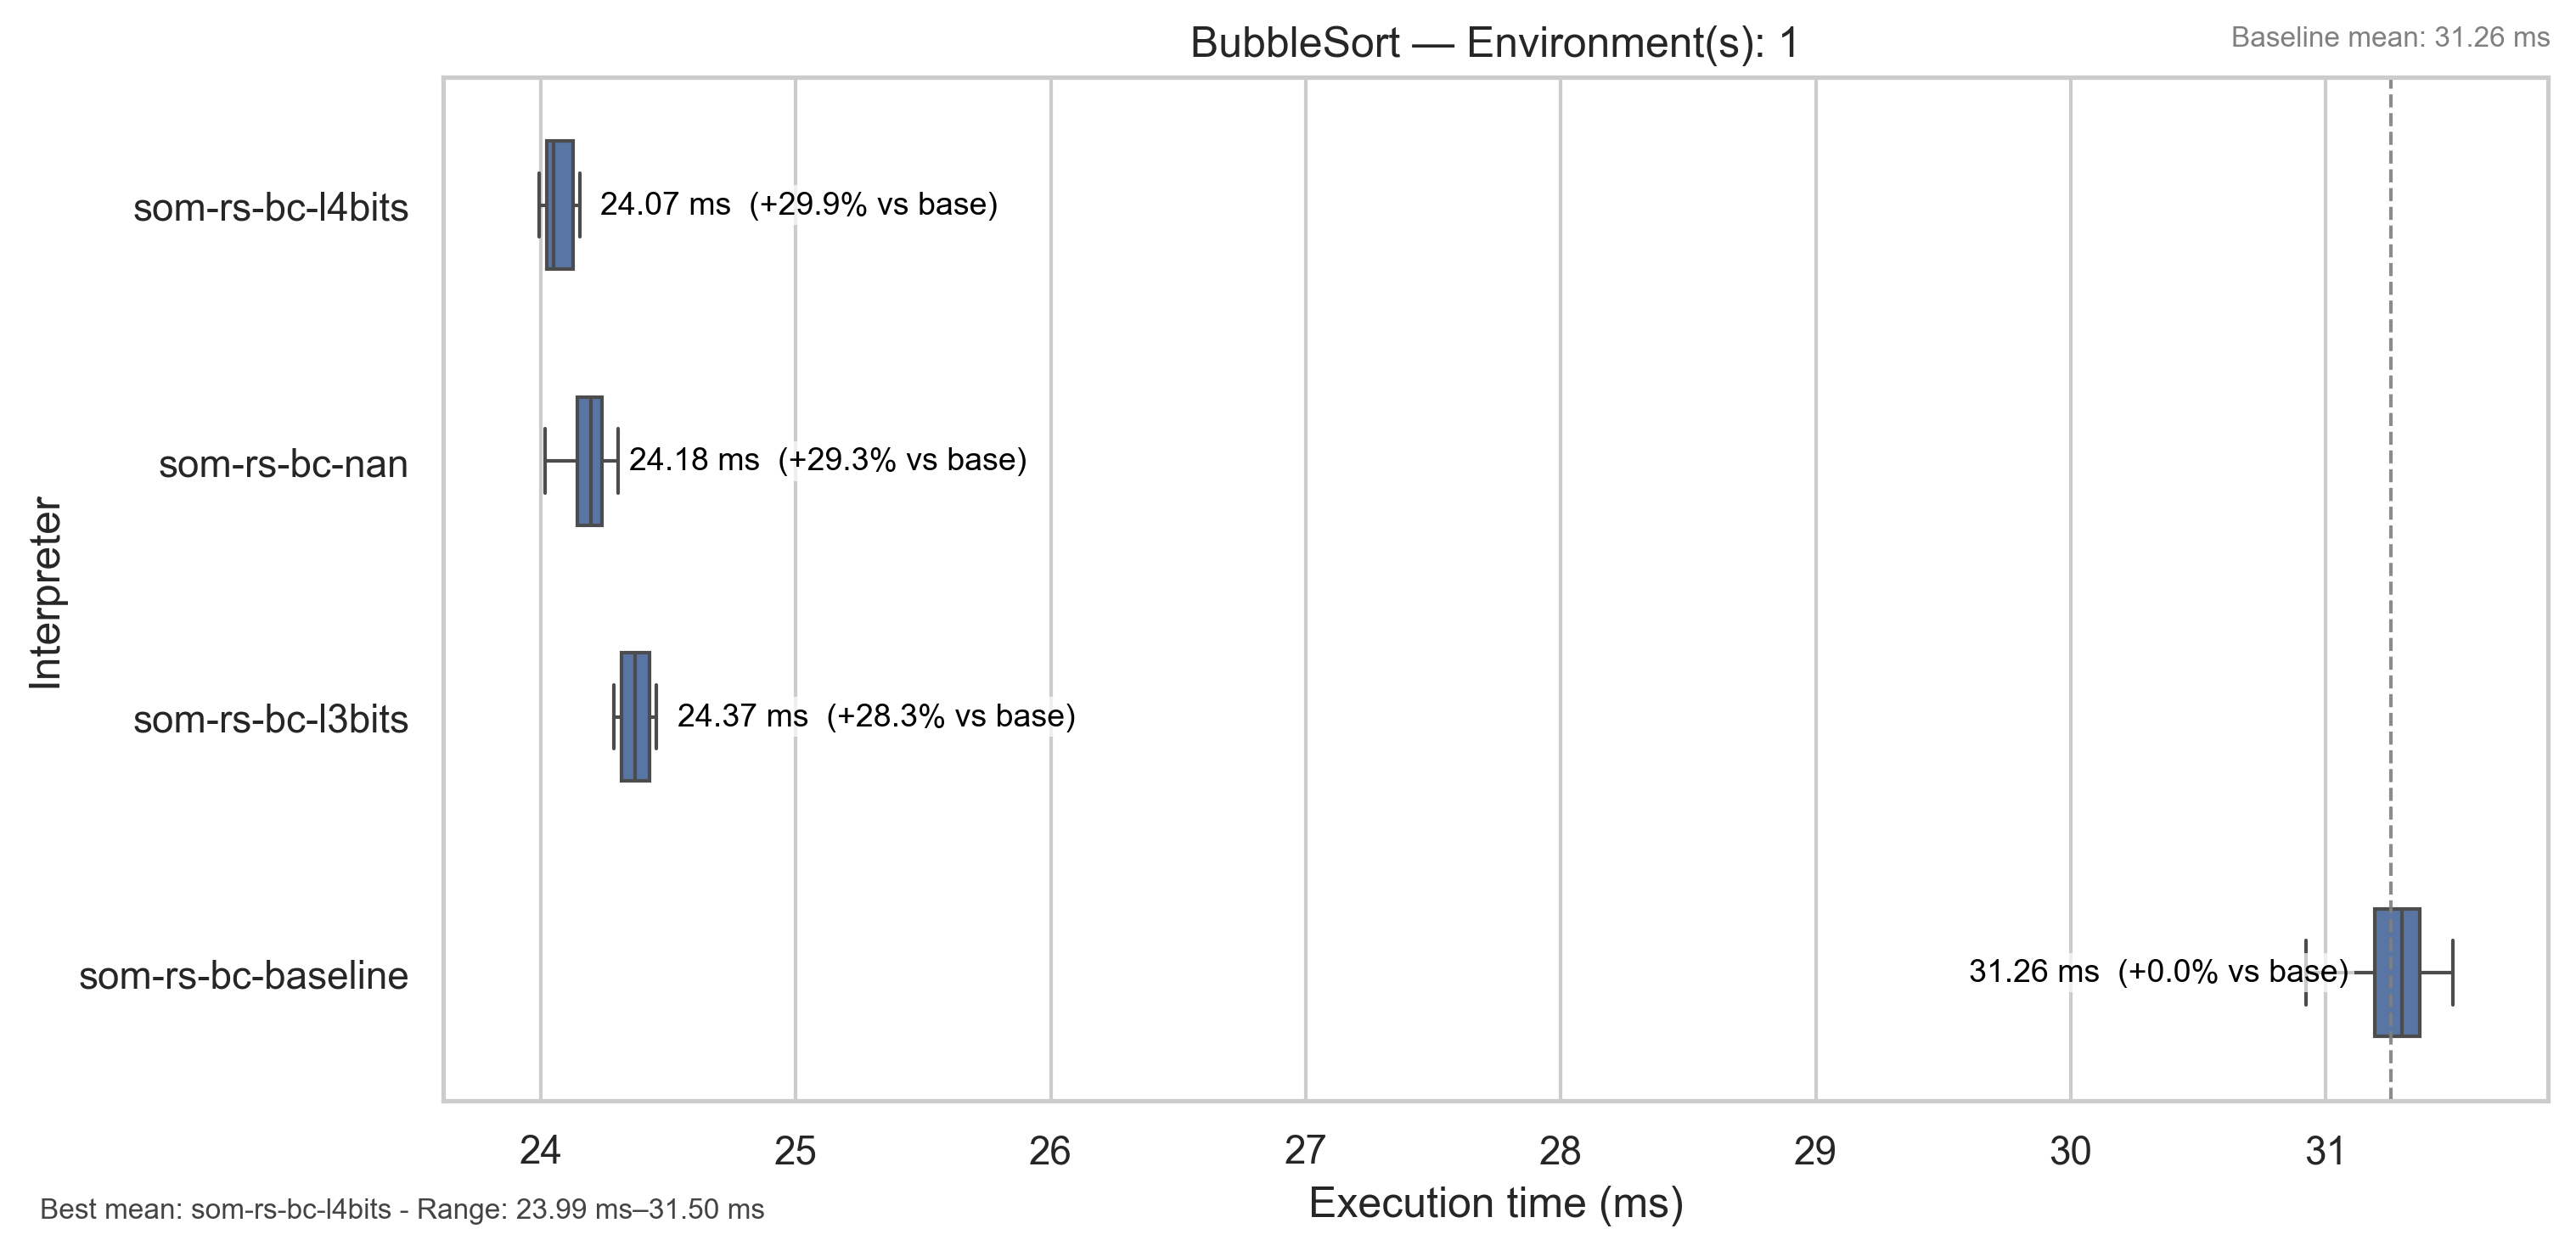 BubbleSort — Environment(s): 1
Baseline mean: 31.26 ms
Interpreter
som-rs-bc-l4bits
24.07 ms  (+29.9% vs base)
som-rs-bc-nan
24.18 ms  (+29.3% vs base)
som-rs-bc-l3bits
24.37 ms  (+28.3% vs base)
som-rs-bc-baseline
31.26 ms  (+0.0% vs base)
24 25 26 27 28 29 30 31
Execution time (ms)
Best mean: som-rs-bc-l4bits - Range: 23.99 ms–31.50 ms